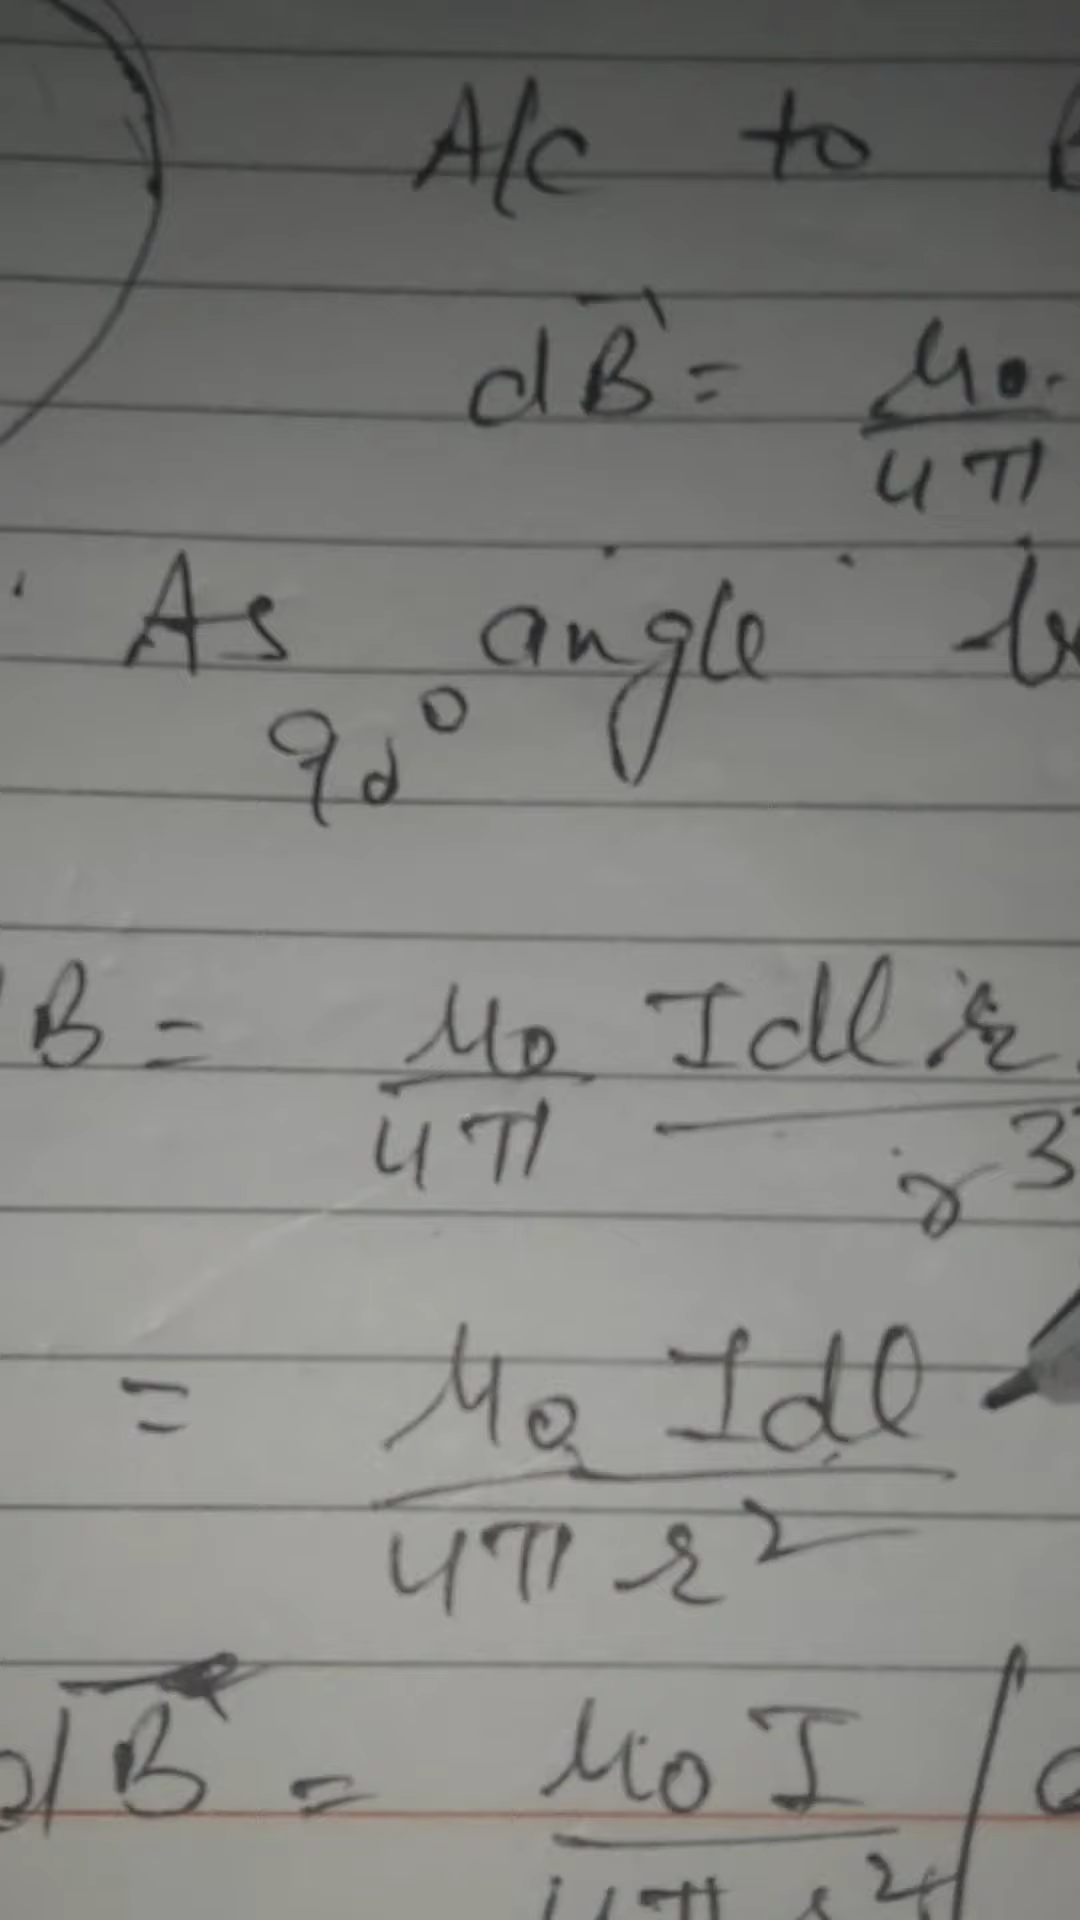 A/C to
dB⃗ = μ₀/4π
As angle
90°
B = μ₀/4π Idl r/r³
= μ₀ Idl/4π r²
dB⃗ = μ₀ I/4π r² ∫